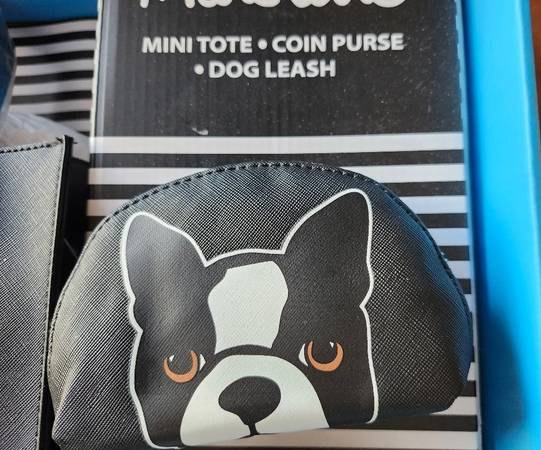 MINI TOTE • COIN PURSE
• DOG LEASH